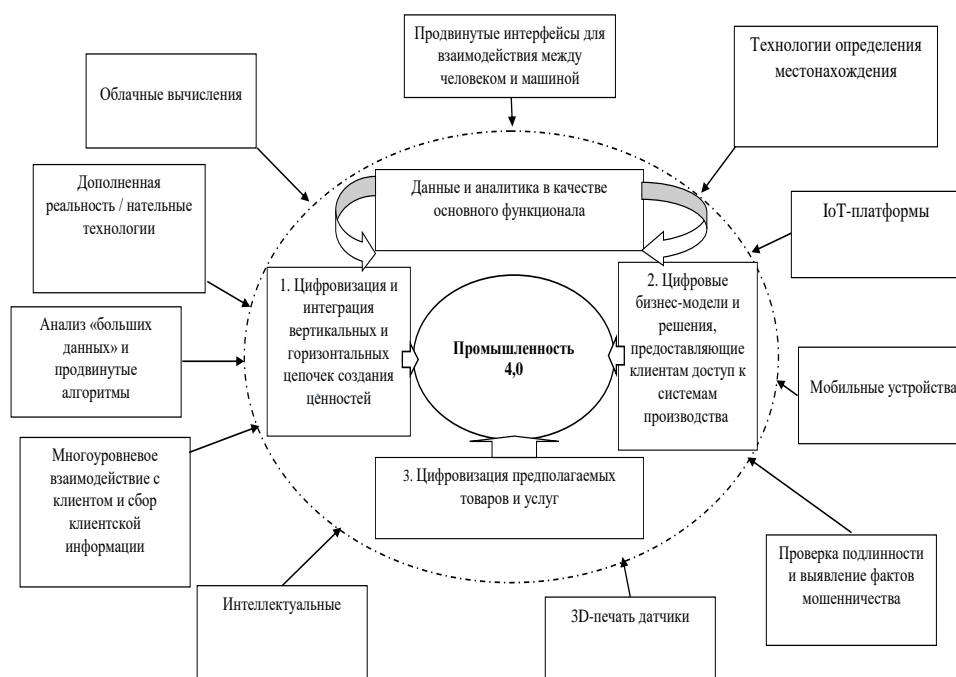 Продвинутые интерфейсы для
взаимодействия между
человеком и машиной
Технологии определения
местонахождения
Облачные вычисления
Дополненная
реальность / нательные
технологии
Данные и аналитика в качестве
основного функционала
IoT-платформы
1. Цифровизация и
интеграция
вертикальных и
горизонтальных
цепочек создания
ценностей
2. Цифровые
бизнес-модели и
решения,
предоставляющие
клиентам доступ к
системам
производства
Анализ «больших
данных» и
продвинутые
алгоритмы
Промышленность
4,0
Мобильные устройства
Многоуровневое
взаимодействие с
клиентом и сбор
клиентской
информации
3. Цифровизация предполагаемых
товаров и услуг
Проверка подлинности
и выявление фактов
мошенничества
Интеллектуальные
3D-печать датчики